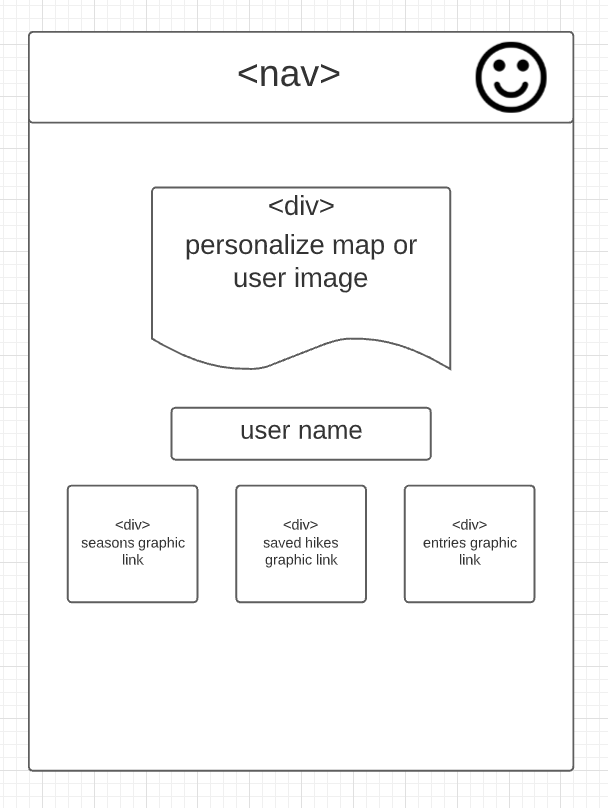 <nav>
<div>
personalize map or
user image
user name
<div>
seasons graphic
link
<div>
saved hikes
graphic link
<div>
entries graphic
link